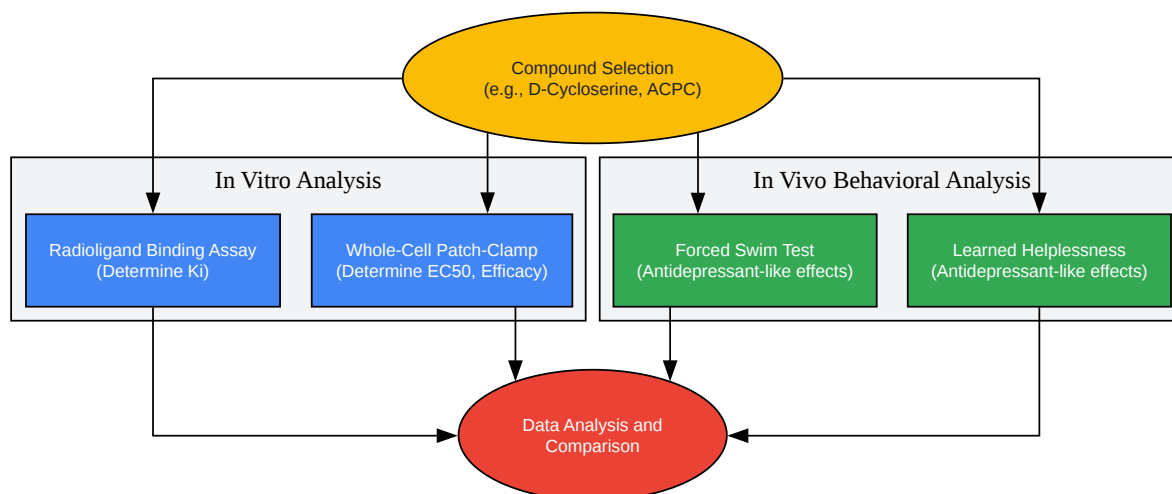 Compound Selection
(e.g., D-Cycloserine, ACPC)
In Vitro Analysis
In Vivo Behavioral Analysis
Radioligand Binding Assay
(Determine Ki)
Whole-Cell Patch-Clamp
(Determine EC50, Efficacy)
Forced Swim Test
(Antidepressant-like effects)
Learned Helplessness
(Antidepressant-like effects)
Data Analysis and
Comparison